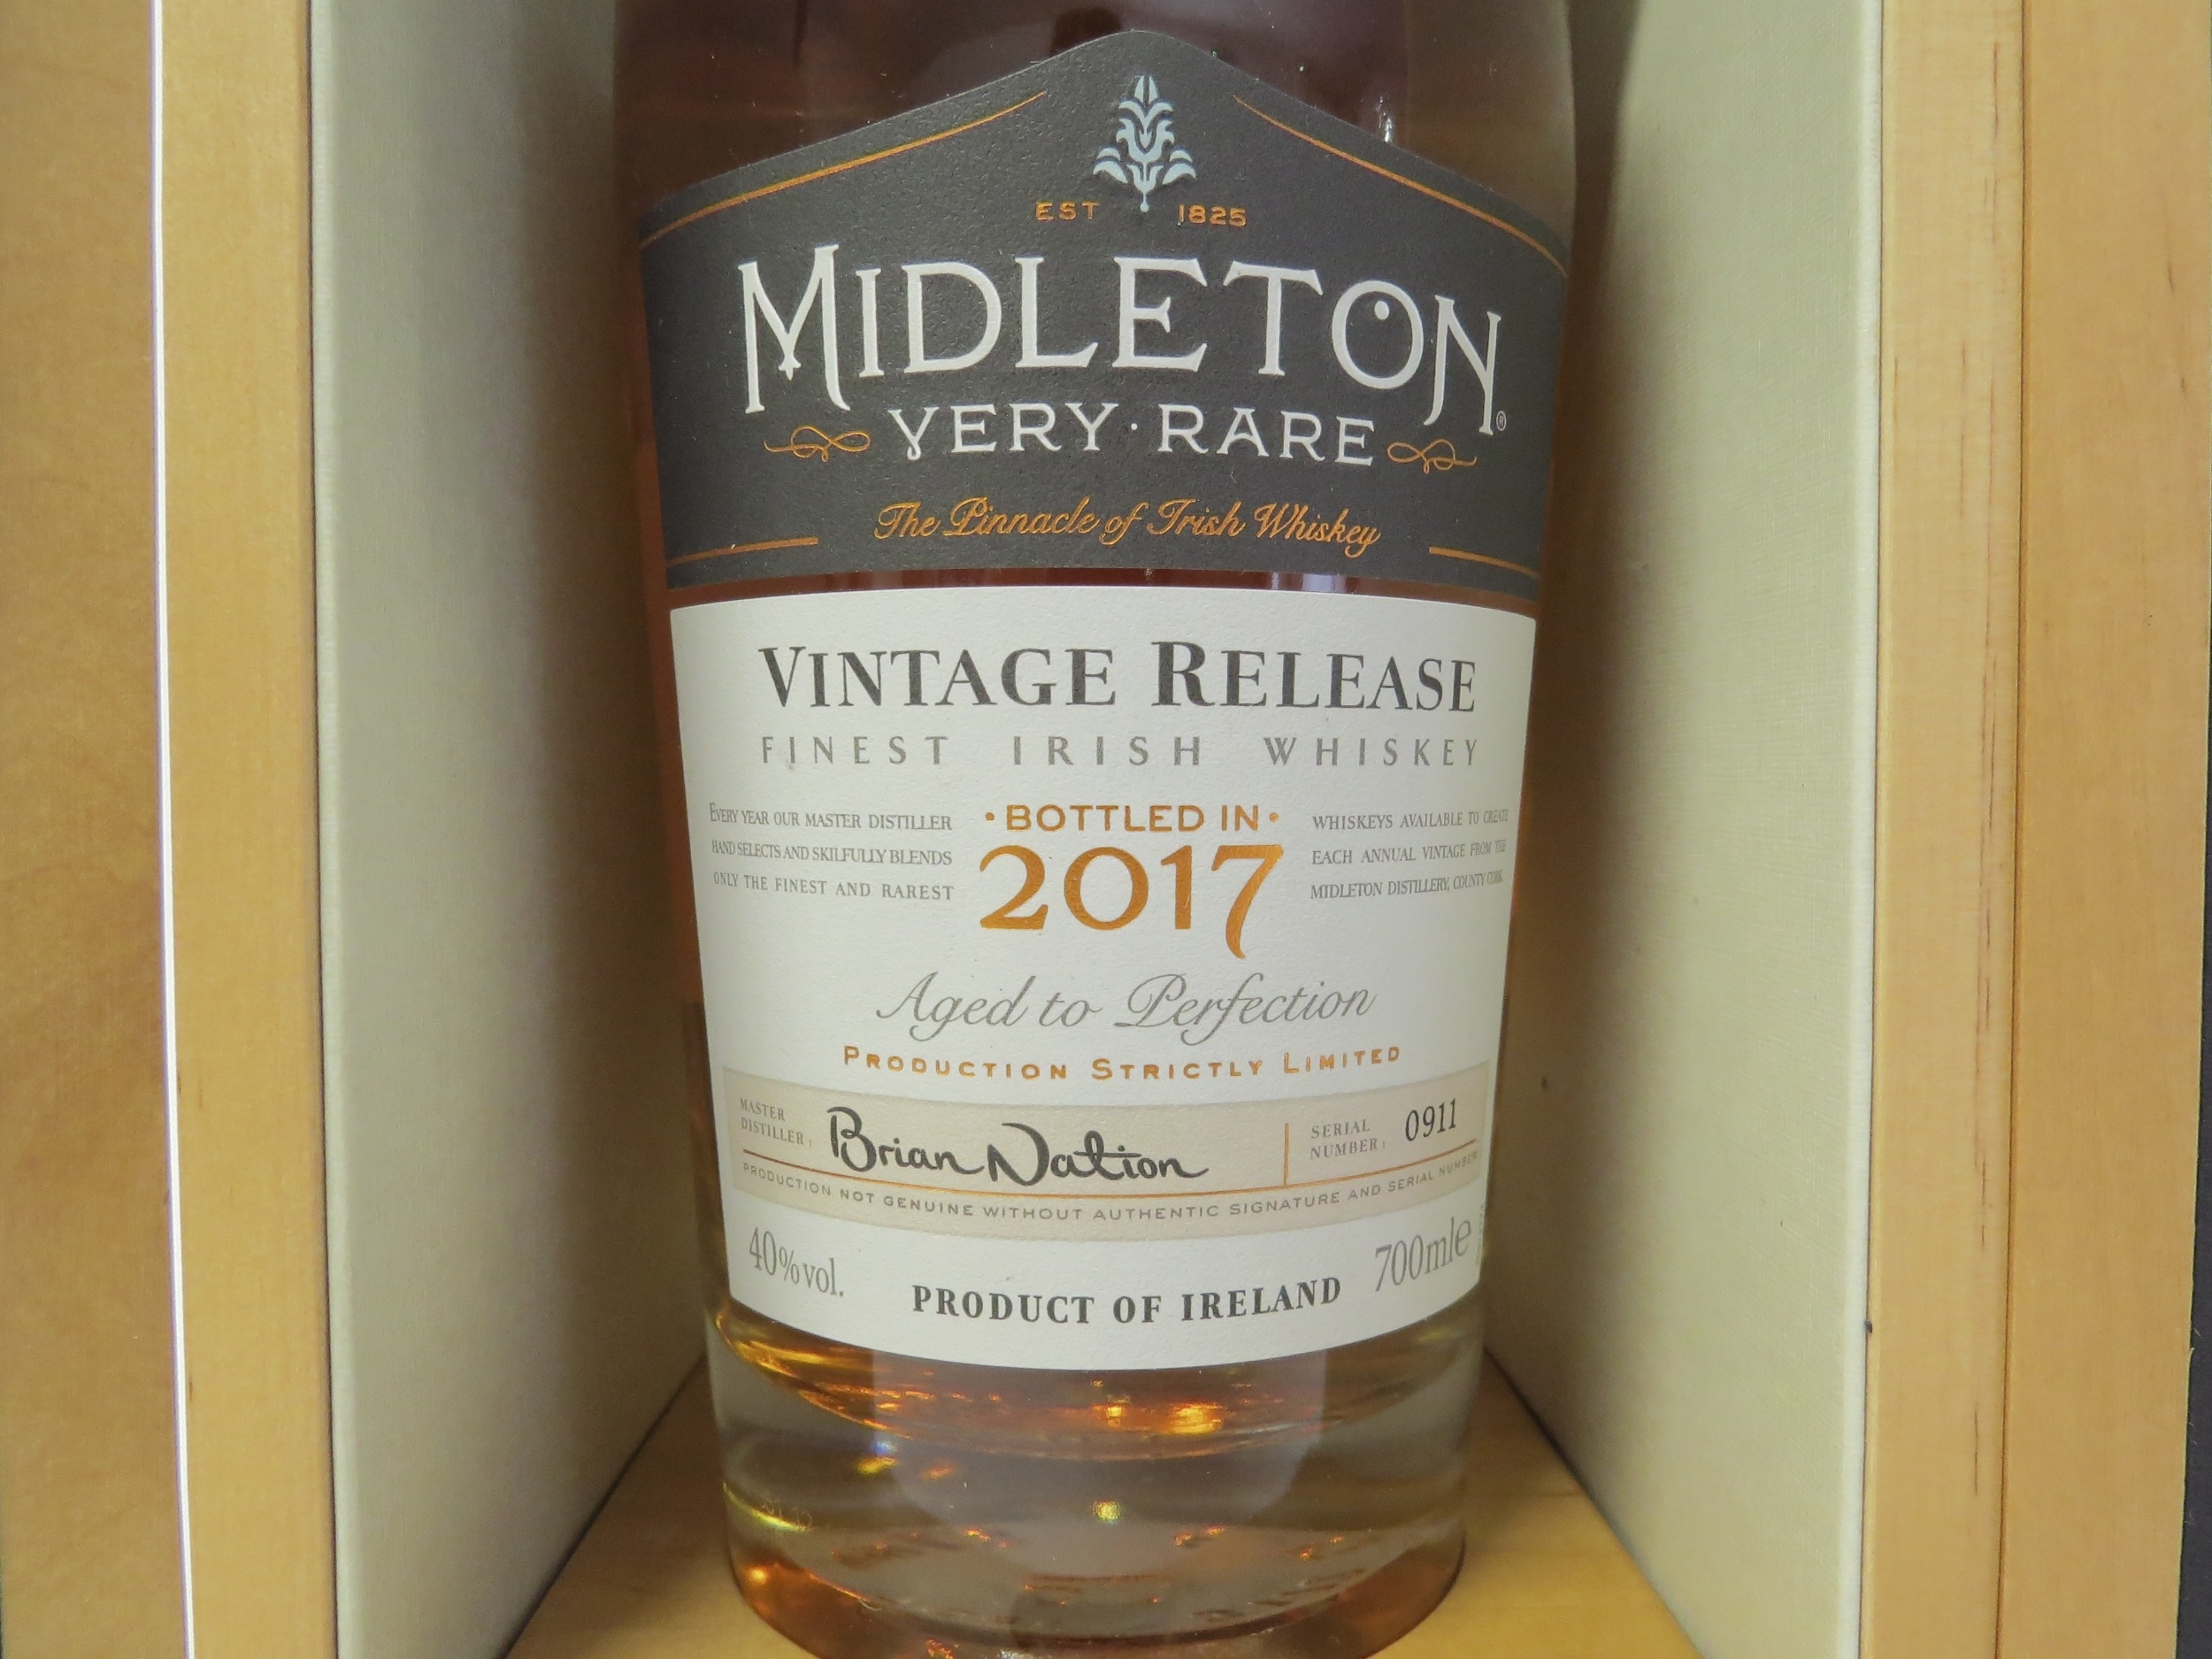 EST 1825
MIDLETON®
VERY·RARE
The Pinnacle of Irish Whiskey
VINTAGE RELEASE
FINEST IRISH WHISKEY
EVERY YEAR OUR MASTER DISTILLER
HAND SELECTS AND SKILFULLY BLENDS
ONLY THE FINEST AND RAREST
·BOTTLED IN·
2017
WHISKEYS AVAILABLE TO CREATE
EACH ANNUAL VINTAGE FROM THE
MIDLETON DISTILLERY, COUNTY CORK
Aged to Perfection
PRODUCTION STRICTLY LIMITED
MASTER
DISTILLER:
Brian Nation
SERIAL
NUMBER:
0911
PRODUCTION NOT GENUINE WITHOUT AUTHENTIC SIGNATURE AND SERIAL NUMBER
40%vol.
PRODUCT OF IRELAND
700ml℮